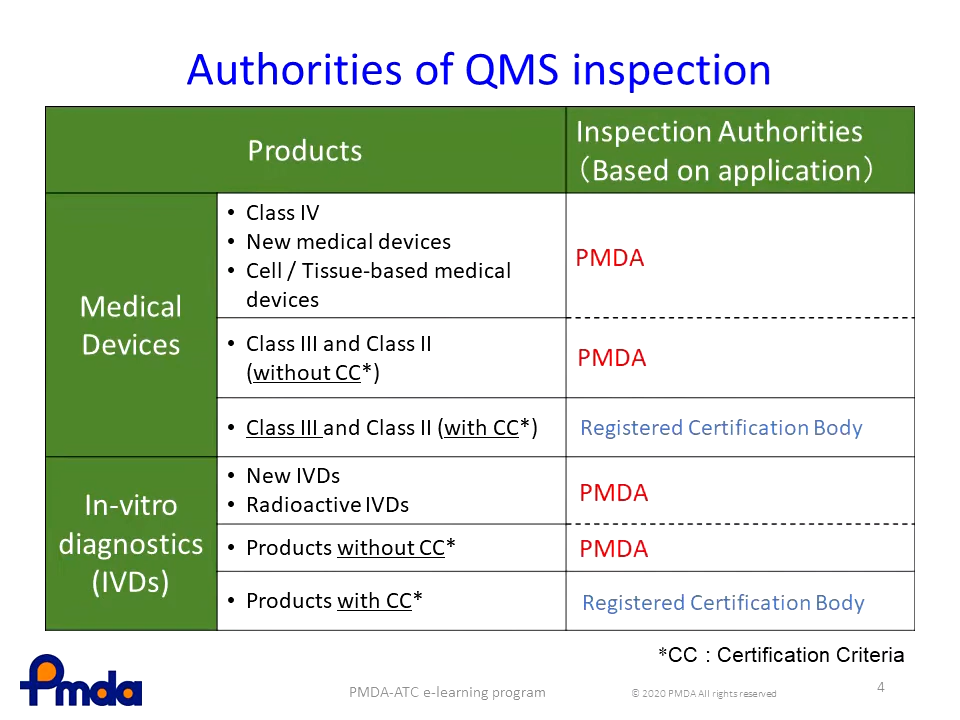 Authorities of QMS inspection
Products
Inspection Authorities
（Based on application）
Medical
Devices
• Class IV
• New medical devices
• Cell / Tissue-based medical
devices
PMDA
• Class III and Class II
(without CC*)
PMDA
• Class III and Class II (with CC*)
Registered Certification Body
In-vitro
diagnostics
(IVDs)
• New IVDs
• Radioactive IVDs
PMDA
• Products without CC*
PMDA
• Products with CC*
Registered Certification Body
*CC : Certification Criteria
Pmda
PMDA-ATC e-learning program
© 2020 PMDA All rights reserved
4